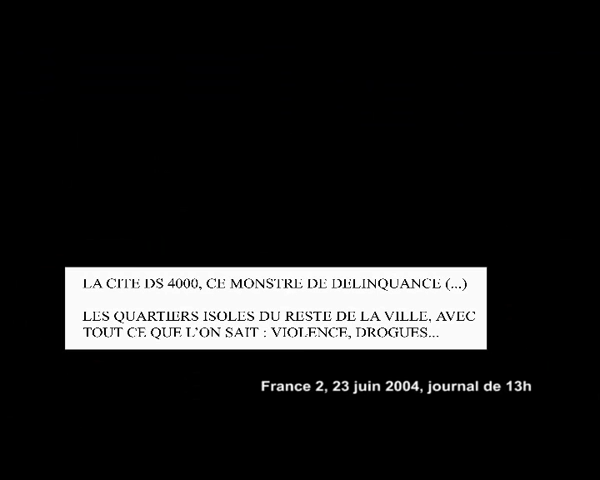 LA CITE DS 4000, CE MONSTRE DE DELINQUANCE (...)
LES QUARTIERS ISOLES DU RESTE DE LA VILLE, AVEC
TOUT CE QUE L'ON SAIT : VIOLENCE, DROGUES...
France 2, 23 juin 2004, journal de 13h